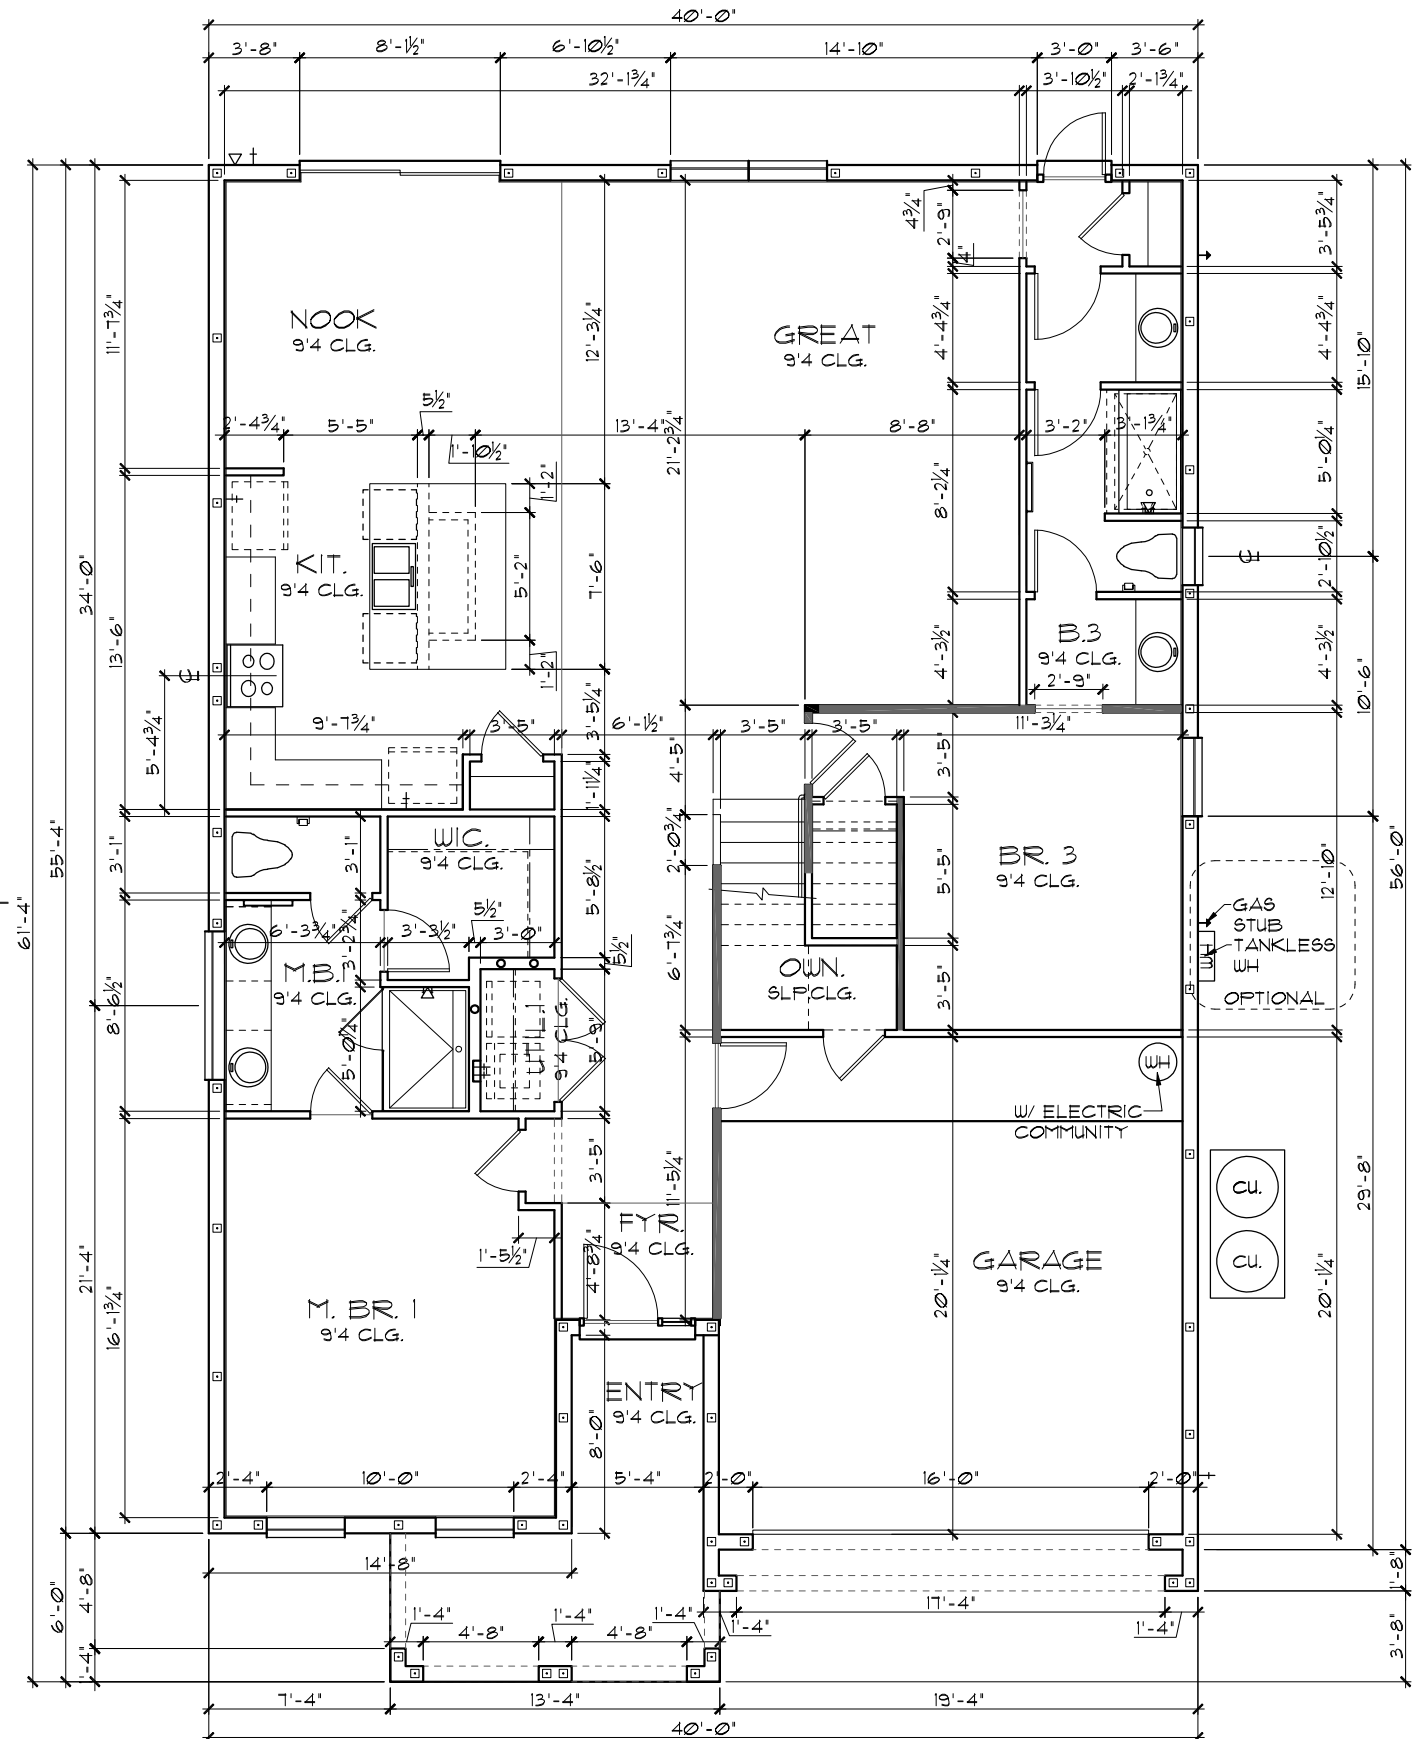 40'-0"
3'-8"
8'-1½"
6'-10½"
14'-10"
3'-0"
3'-6"
32'-1¾"
3'-10½"
2'-1¾"
4¾"
2'-9"
4"
3'-5¾"
11'-7¾"
12'-3¼"
NOOK
9'4 CLG.
GREAT
9'4 CLG.
4'-4¾"
4'-4¾"
15'-10"
5½"
2'-4¾"
5'-5"
1'-10½"
13'-4"
21'-2¾"
8'-8"
3'-2"
3'-1¾"
5'-0¼"
1'-2"
8'-2¼"
KIT.
9'4 CLG.
5'-2"
7'-6"
2'-10½"
34'-0"
13'-6"
1'-2"
B.3
9'4 CLG.
4'-3½"
4'-3½"
2'-9"
10'-6"
5'-4¾"
9'-7¾"
3'-5"
3'-5¼"
6'-1½"
3'-5"
3'-5"
11'-3¼"
4'-5"
3'-5"
1'-11¼"
WIC.
9'4 CLG.
3'-1"
3'-1"
2'-0¾"
BR. 3
9'4 CLG.
5'-5"
12'-10"
55'-4"
56'-0"
61'-4"
5'-8½"
5½"
5½"
6'-3¾"
3'-2¾"
3'-3½"
3'-0"
6'-7¾"
GAS
STUB
TANKLESS
WH
WH
OPTIONAL
M.B.1
9'4 CLG.
8'-6½"
OWN.
SLP.CLG.
3'-5"
5'-0¼"
9'4 CLG.
5'-9"
WH
W/ ELECTRIC
COMMUNITY
3'-5"
11'-5¼"
29'-8"
CU.
CU.
FYR.
9'4 CLG.
1'-5½"
4'-8¾"
21'-4"
16'-1¾"
M. BR. 1
9'4 CLG.
GARAGE
9'4 CLG.
20'-1¼"
20'-1¼"
ENTRY
9'4 CLG.
8'-0"
2'-4"
10'-0"
2'-4"
5'-4"
2'-0"
16'-0"
2'-0"
14'-8"
6'-0"
4'-8"
1'-8"
3'-8"
1'-4"
1'-4"
1'-4"
1'-4"
17'-4"
1'-4"
4'-8"
4'-8"
7'-4"
13'-4"
19'-4"
40'-0"